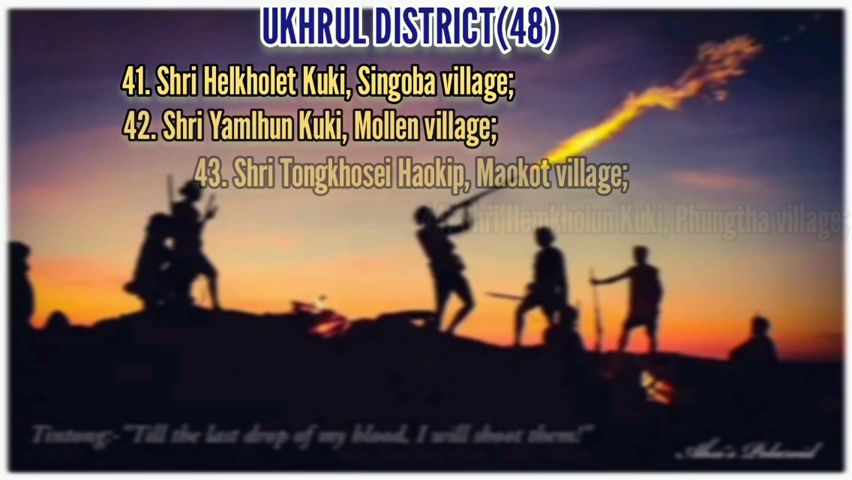 UKHRUL DISTRICT(48)
41. Shri Helkholet Kuki, Singoba village;
42. Shri Yamlhun Kuki, Mollen village;
43. Shri Tongkhosei Haokip, Maokot village;
Shri Hemkholun Kuki, Phungtha village;
Tintong:- "Till the last drop of my blood, I will shoot them!"